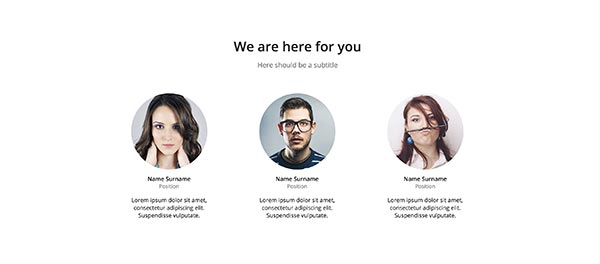 We are here for you
Here should be a subtitle
Name Surname
Position
Lorem ipsum dolor sit amet,
consectetur adipiscing elit.
Suspendisse vulputate.
Name Surname
Position
Lorem ipsum dolor sit amet,
consectetur adipiscing elit.
Suspendisse vulputate.
Name Surname
Position
Lorem ipsum dolor sit amet,
consectetur adipiscing elit.
Suspendisse vulputate.